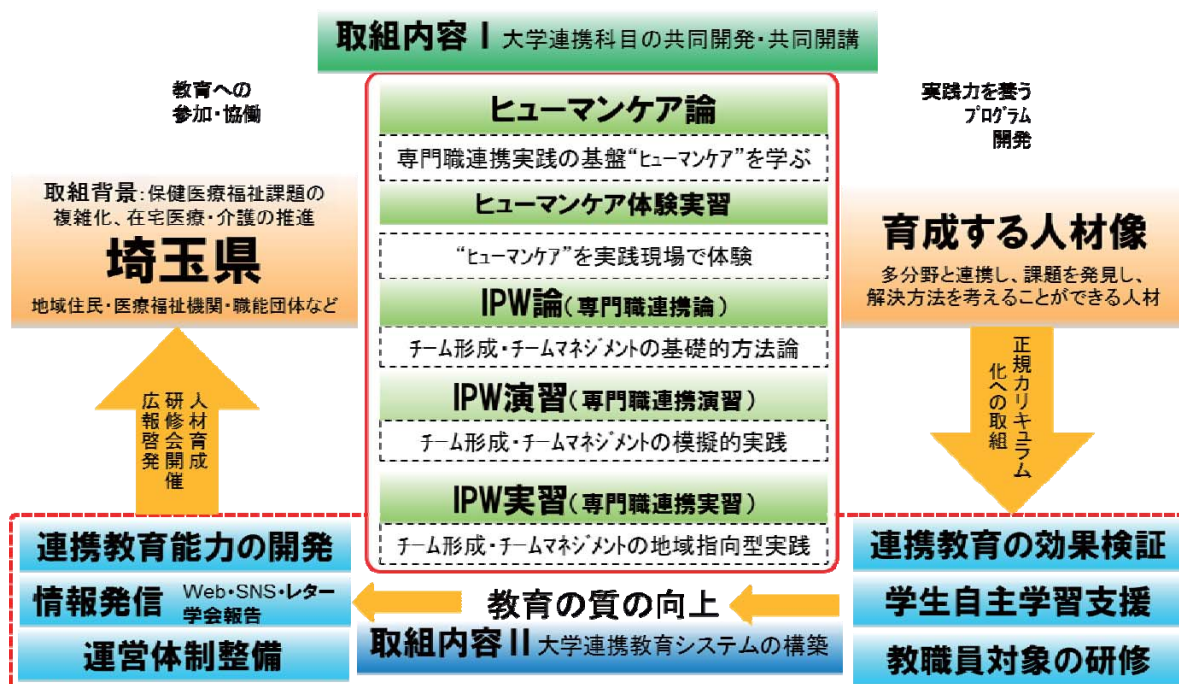 取組内容Ⅰ 大学連携科目の共同開発・共同開講
教育への
参加・協働
取組背景:保健医療福祉課題の
複雑化、在宅医療・介護の推進
埼玉県
地域住民・医療福祉機関・職能団体など
人材育成
研修会開催
広報啓発
ヒューマンケア論
専門職連携実践の基盤“ヒューマンケア”を学ぶ
ヒューマンケア体験実習
“ヒューマンケア”を実践現場で体験
IPW論(専門職連携論)
チーム形成・チームマネジメントの基礎的方法論
IPW演習(専門職連携演習)
チーム形成・チームマネジメントの模擬的実践
IPW実習(専門職連携実習)
チーム形成・チームマネジメントの地域指向型実践
実践力を養う
プログラム
開発
育成する人材像
多分野と連携し、課題を発見し、
解決方法を考えることができる人材
正規カリキュラム
化への取組
連携教育能力の開発
情報発信 Web・SNS・レター
学会報告
運営体制整備
教育の質の向上
取組内容Ⅱ 大学連携教育システムの構築
連携教育の効果検証
学生自主学習支援
教職員対象の研修